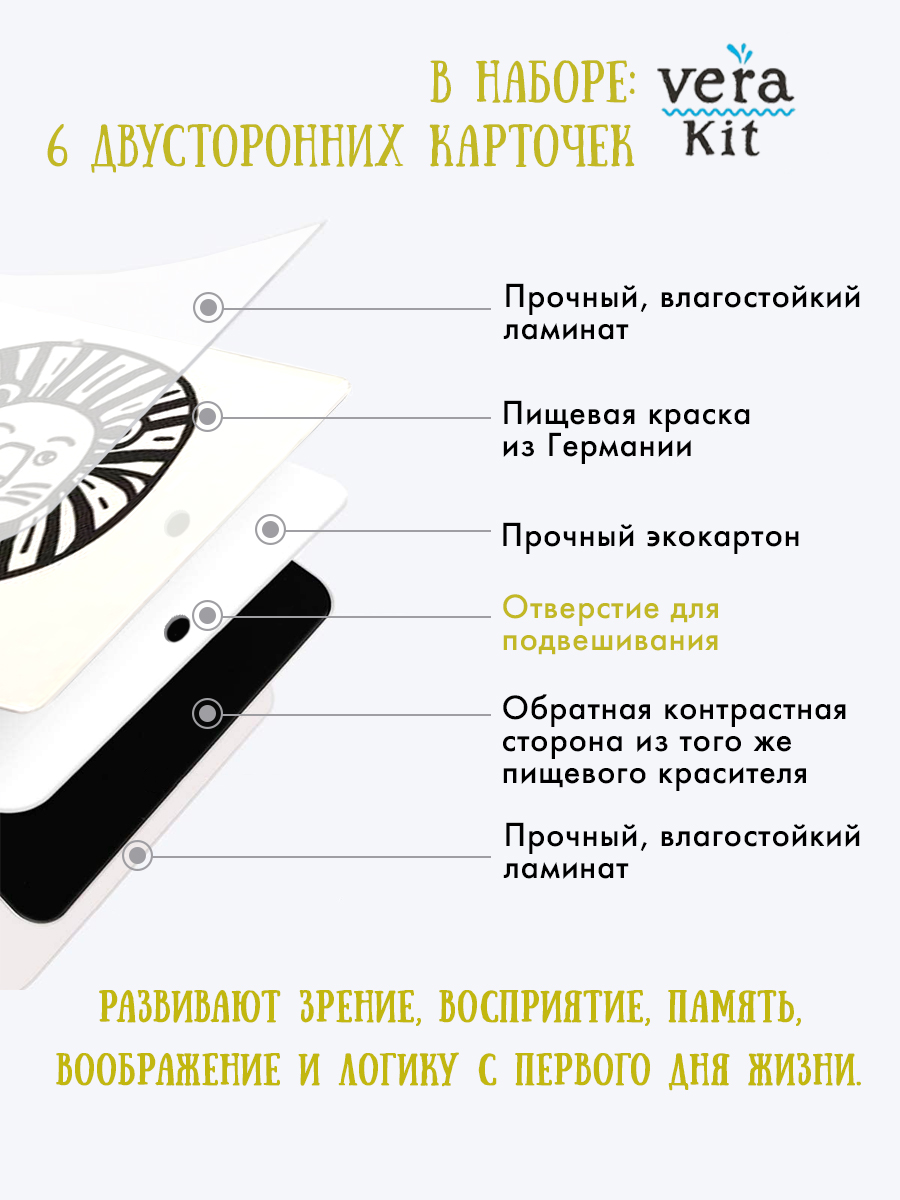 В НАБОРЕ:
6 ДВУСТОРОННИХ КАРТОЧЕК
vera
Kit
Прочный, влагостойкий
ламинат
Пищевая краска
из Германии
Прочный экокартон
Отверстие для
подвешивания
Обратная контрастная
сторона из того же
пищевого красителя
Прочный, влагостойкий
ламинат
РАЗВИВАЮТ ЗРЕНИЕ, ВОСПРИЯТИЕ, ПАМЯТЬ,
ВООБРАЖЕНИЕ И ЛОГИКУ С ПЕРВОГО ДНЯ ЖИЗНИ.